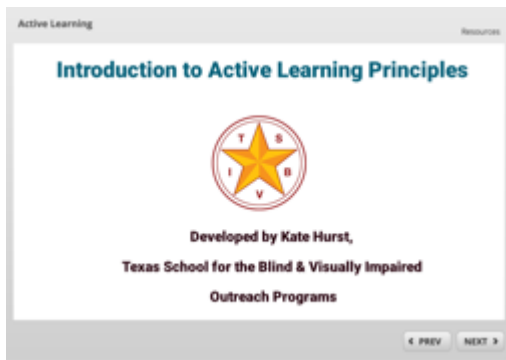 Active Learning
Resources
Introduction to Active Learning Principles
T S
I B
V
Developed by Kate Hurst,
Texas School for the Blind & Visually Impaired
Outreach Programs
< PREV NEXT >